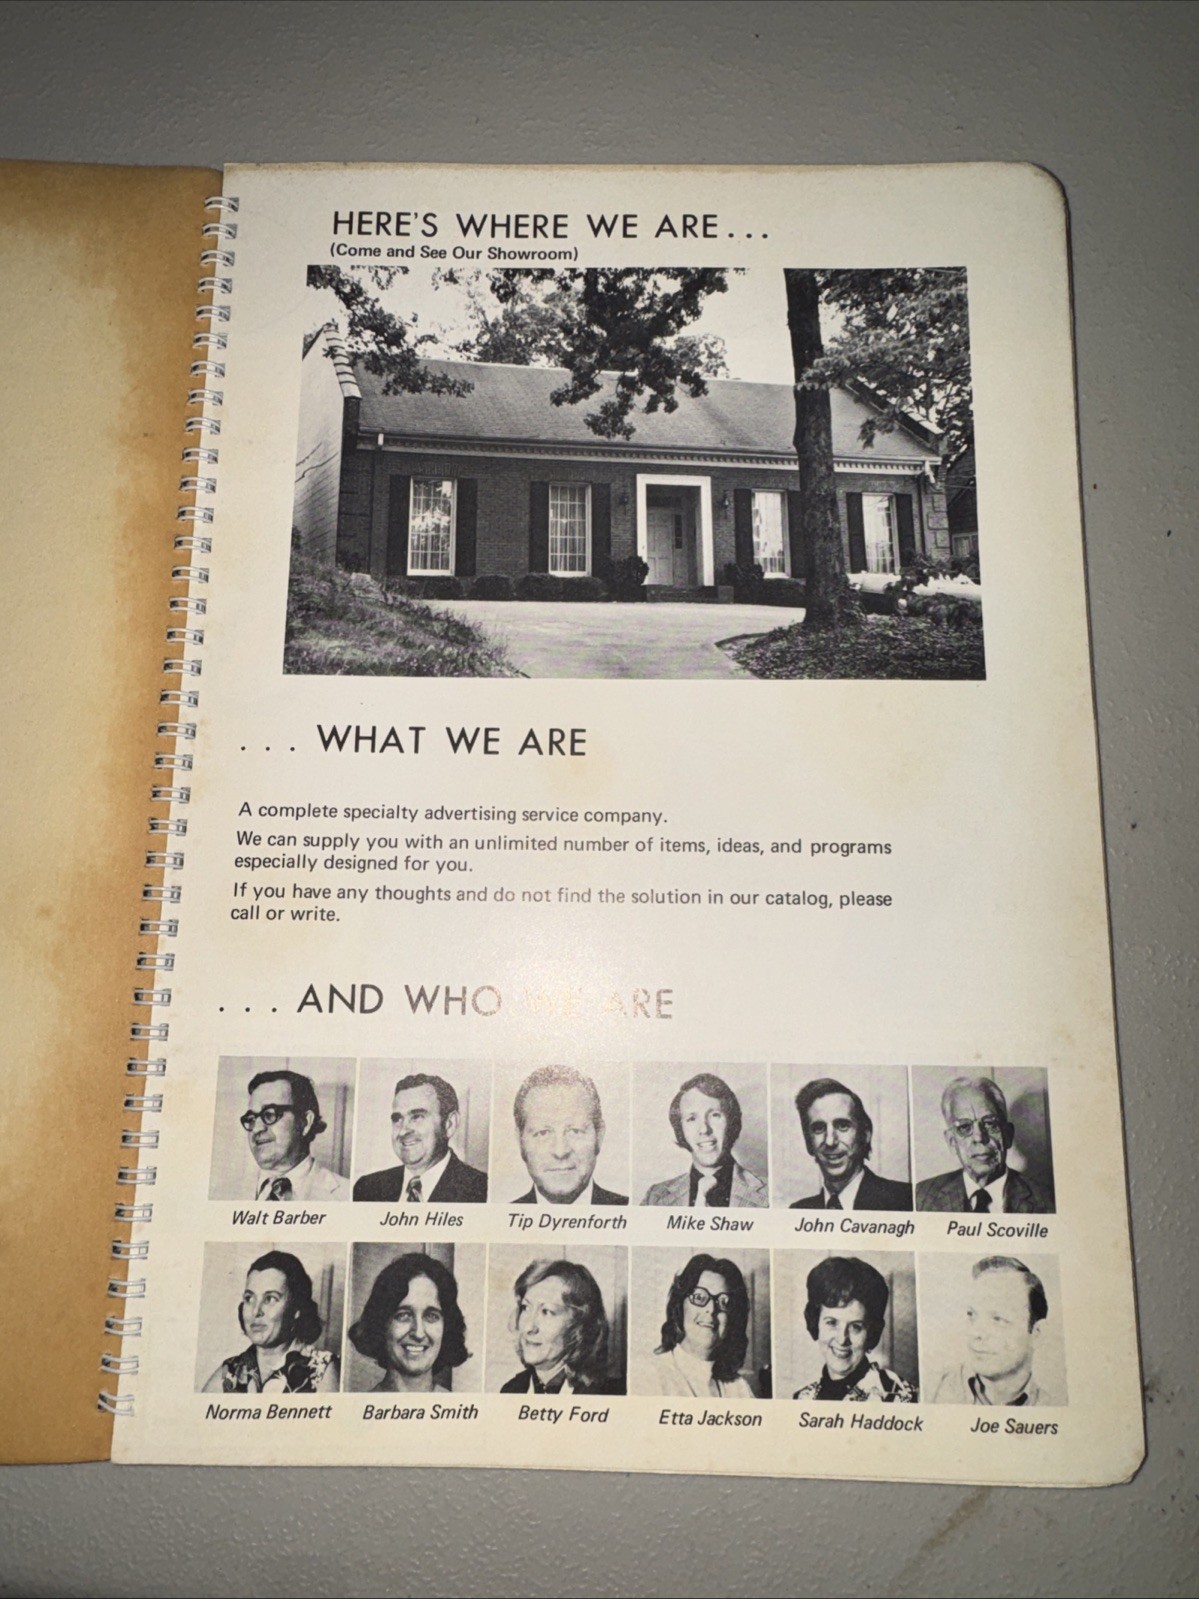 HERE'S WHERE WE ARE...
(Come and See Our Showroom)
. . . WHAT WE ARE
A complete specialty advertising service company.
We can supply you with an unlimited number of items, ideas, and programs
especially designed for you.
If you have any thoughts and do not find the solution in our catalog, please
call or write.
. . . AND WHO WE ARE
Walt Barber John Hiles Tip Dyrenforth Mike Shaw John Cavanagh Paul Scoville
Norma Bennett Barbara Smith Betty Ford Etta Jackson Sarah Haddock Joe Sauers